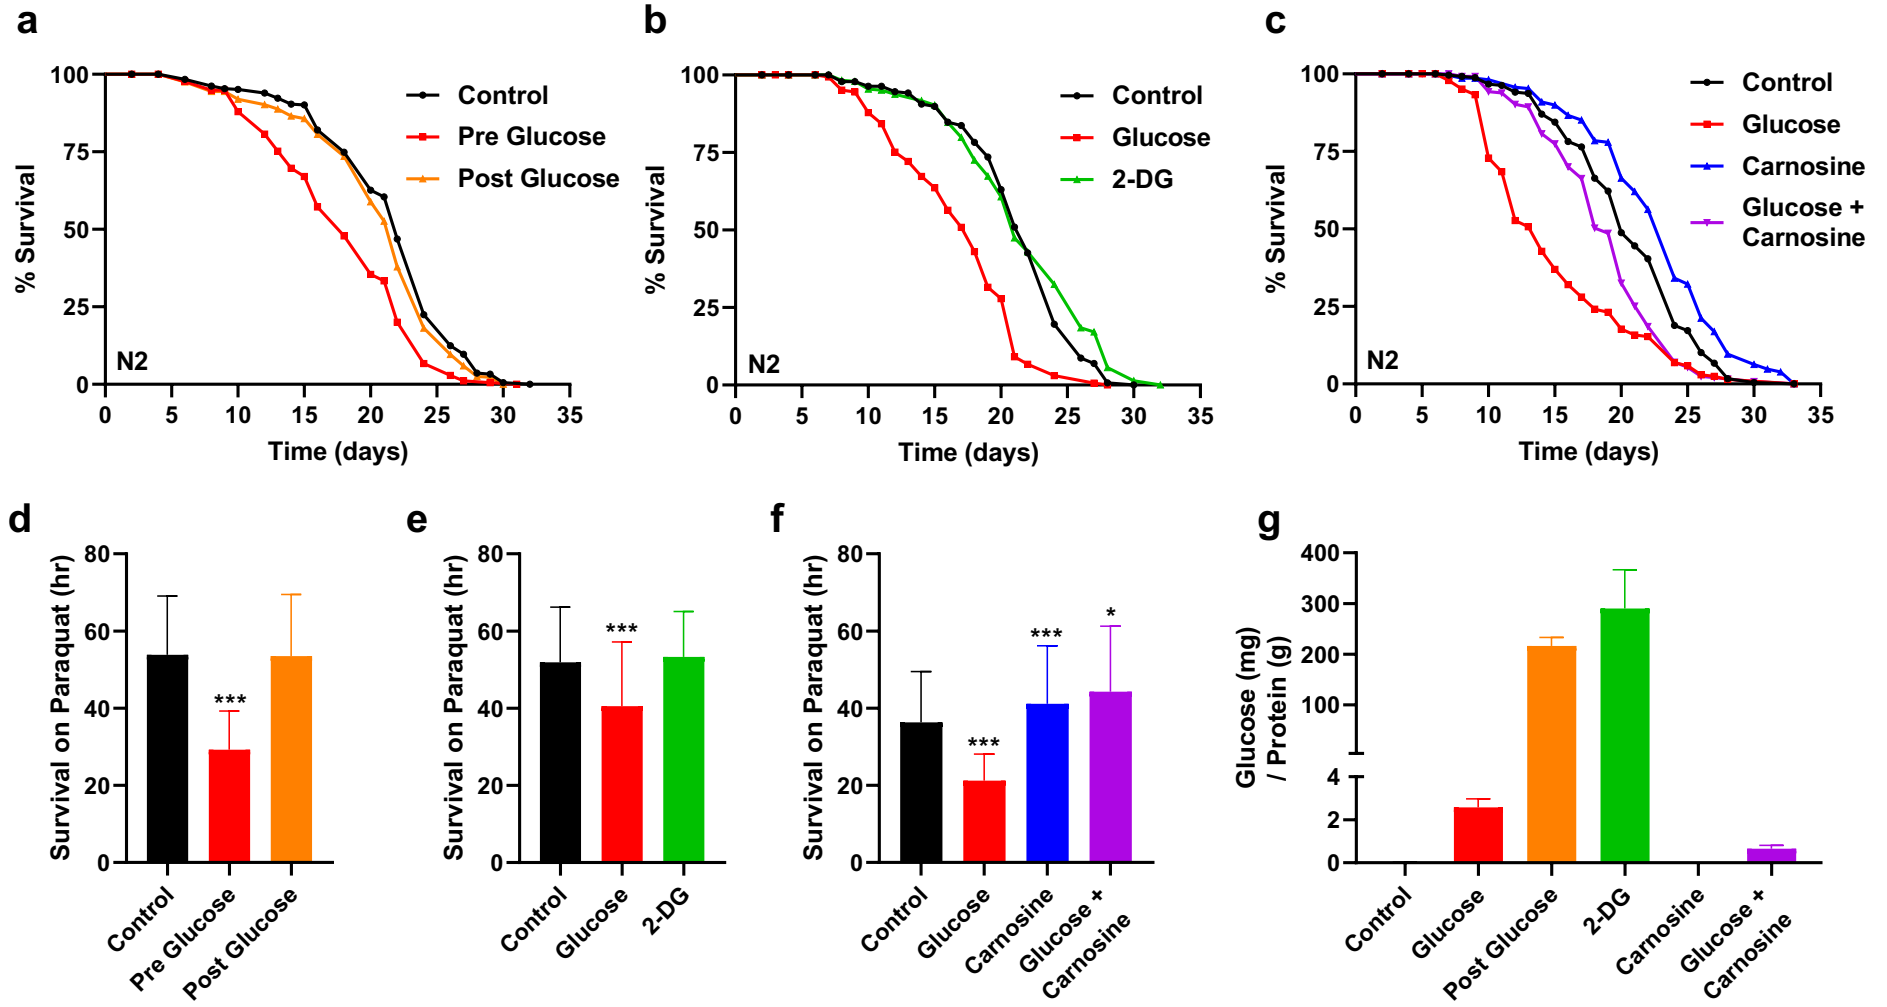 a
% Survival
100
75
50
25
0
Control
Pre Glucose
Post Glucose
N2
0 5 10 15 20 25 30 35
Time (days)
b
% Survival
100
75
50
25
0
Control
Glucose
2-DG
N2
0 5 10 15 20 25 30 35
Time (days)
c
% Survival
100
75
50
25
0
Control
Glucose
Carnosine
Glucose +
Carnosine
N2
0 5 10 15 20 25 30 35
Time (days)
d
Survival on Paraquat (hr)
80
60
40
20
0
***
Control
Pre Glucose
Post Glucose
e
Survival on Paraquat (hr)
80
60
40
20
0
***
Control
Glucose
2-DG
f
Survival on Paraquat (hr)
80
60
40
20
0
***
***
*
Control
Glucose
Carnosine
Glucose +
Carnosine
g
Glucose (mg)
/ Protein (g)
400
300
200
100
4
2
0
Control
Glucose
Post Glucose
2-DG
Carnosine
Glucose +
Carnosine